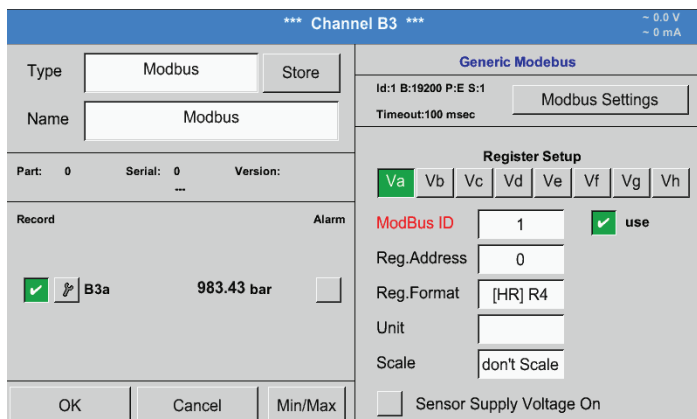 *** Channel B3 ***
~ 0.0 V
~ 0 mA
Type
Modbus
Store
Name
Modbus
Part: 0 Serial: 0 Version:
---
Record
Alarm
B3a
983.43 bar
OK
Cancel
Min/Max
Generic Modebus
Id:1 B:19200 P:E S:1
Timeout:100 msec
Modbus Settings
Register Setup
Va Vb Vc Vd Ve Vf Vg Vh
ModBus ID 1 use
Reg.Address 0
Reg.Format [HR] R4
Unit
Scale don't Scale
Sensor Supply Voltage On